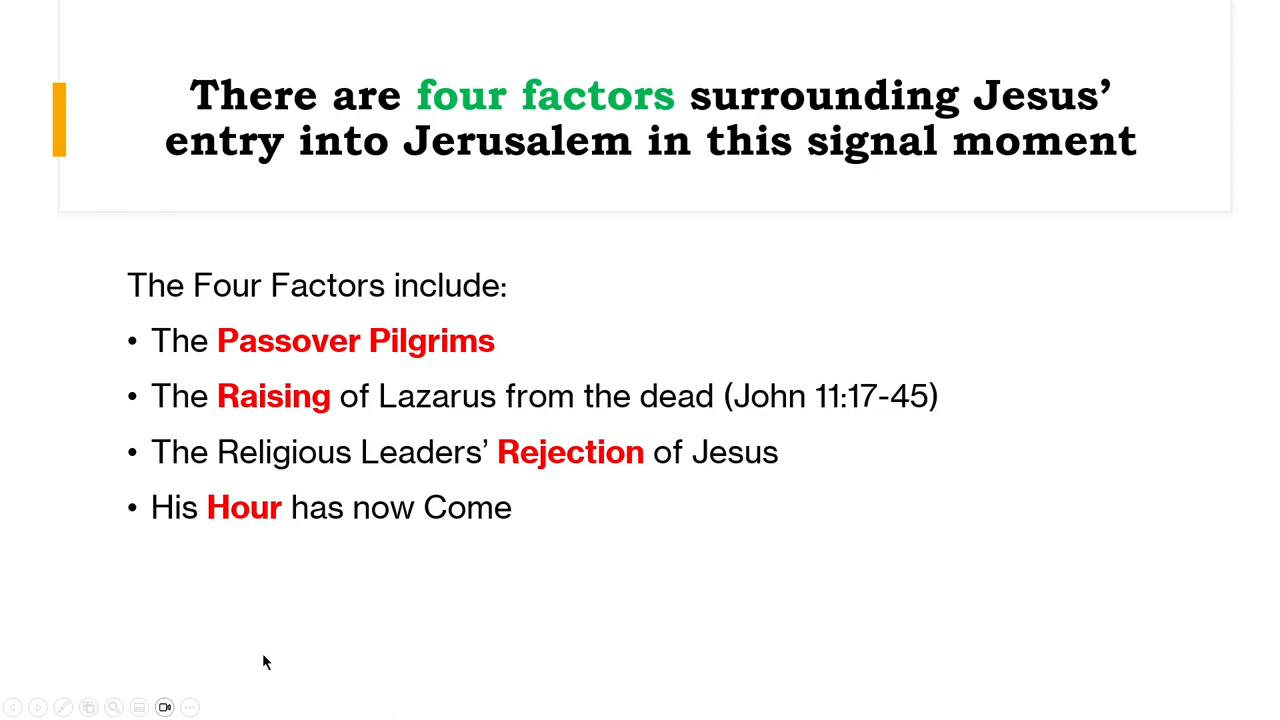 There are four factors surrounding Jesus’
entry into Jerusalem in this signal moment
The Four Factors include:
• The Passover Pilgrims
• The Raising of Lazarus from the dead (John 11:17-45)
• The Religious Leaders’ Rejection of Jesus
• His Hour has now Come